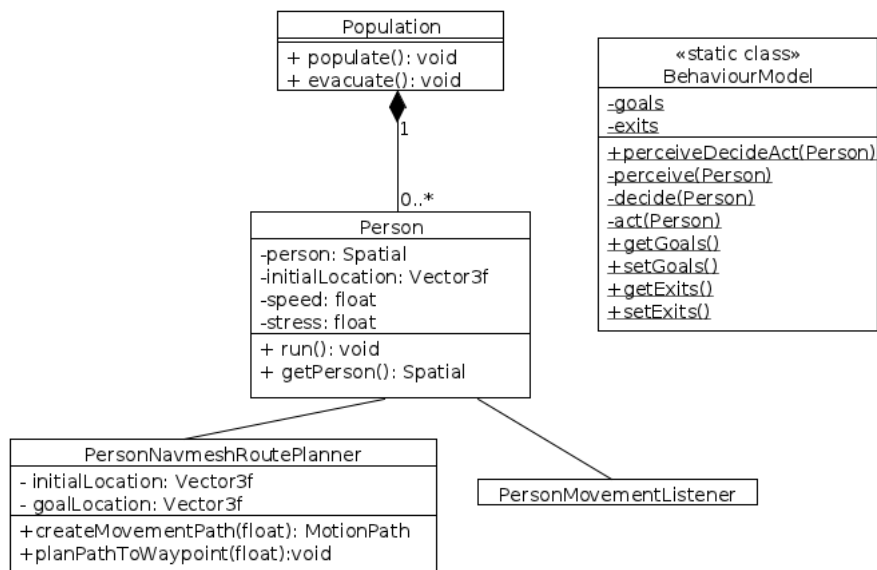 Population
+ populate(): void
+ evacuate(): void
1
0..*
Person
-person: Spatial
-initialLocation: Vector3f
-speed: float
-stress: float
+ run(): void
+ getPerson(): Spatial
«static class»
BehaviourModel
-goals
-exits
+perceiveDecideAct(Person)
-perceive(Person)
-decide(Person)
-act(Person)
+getGoals()
+setGoals()
+getExits()
+setExits()
PersonNavmeshRoutePlanner
- initialLocation: Vector3f
- goalLocation: Vector3f
+createMovementPath(float): MotionPath
+planPathToWaypoint(float):void
PersonMovementListener